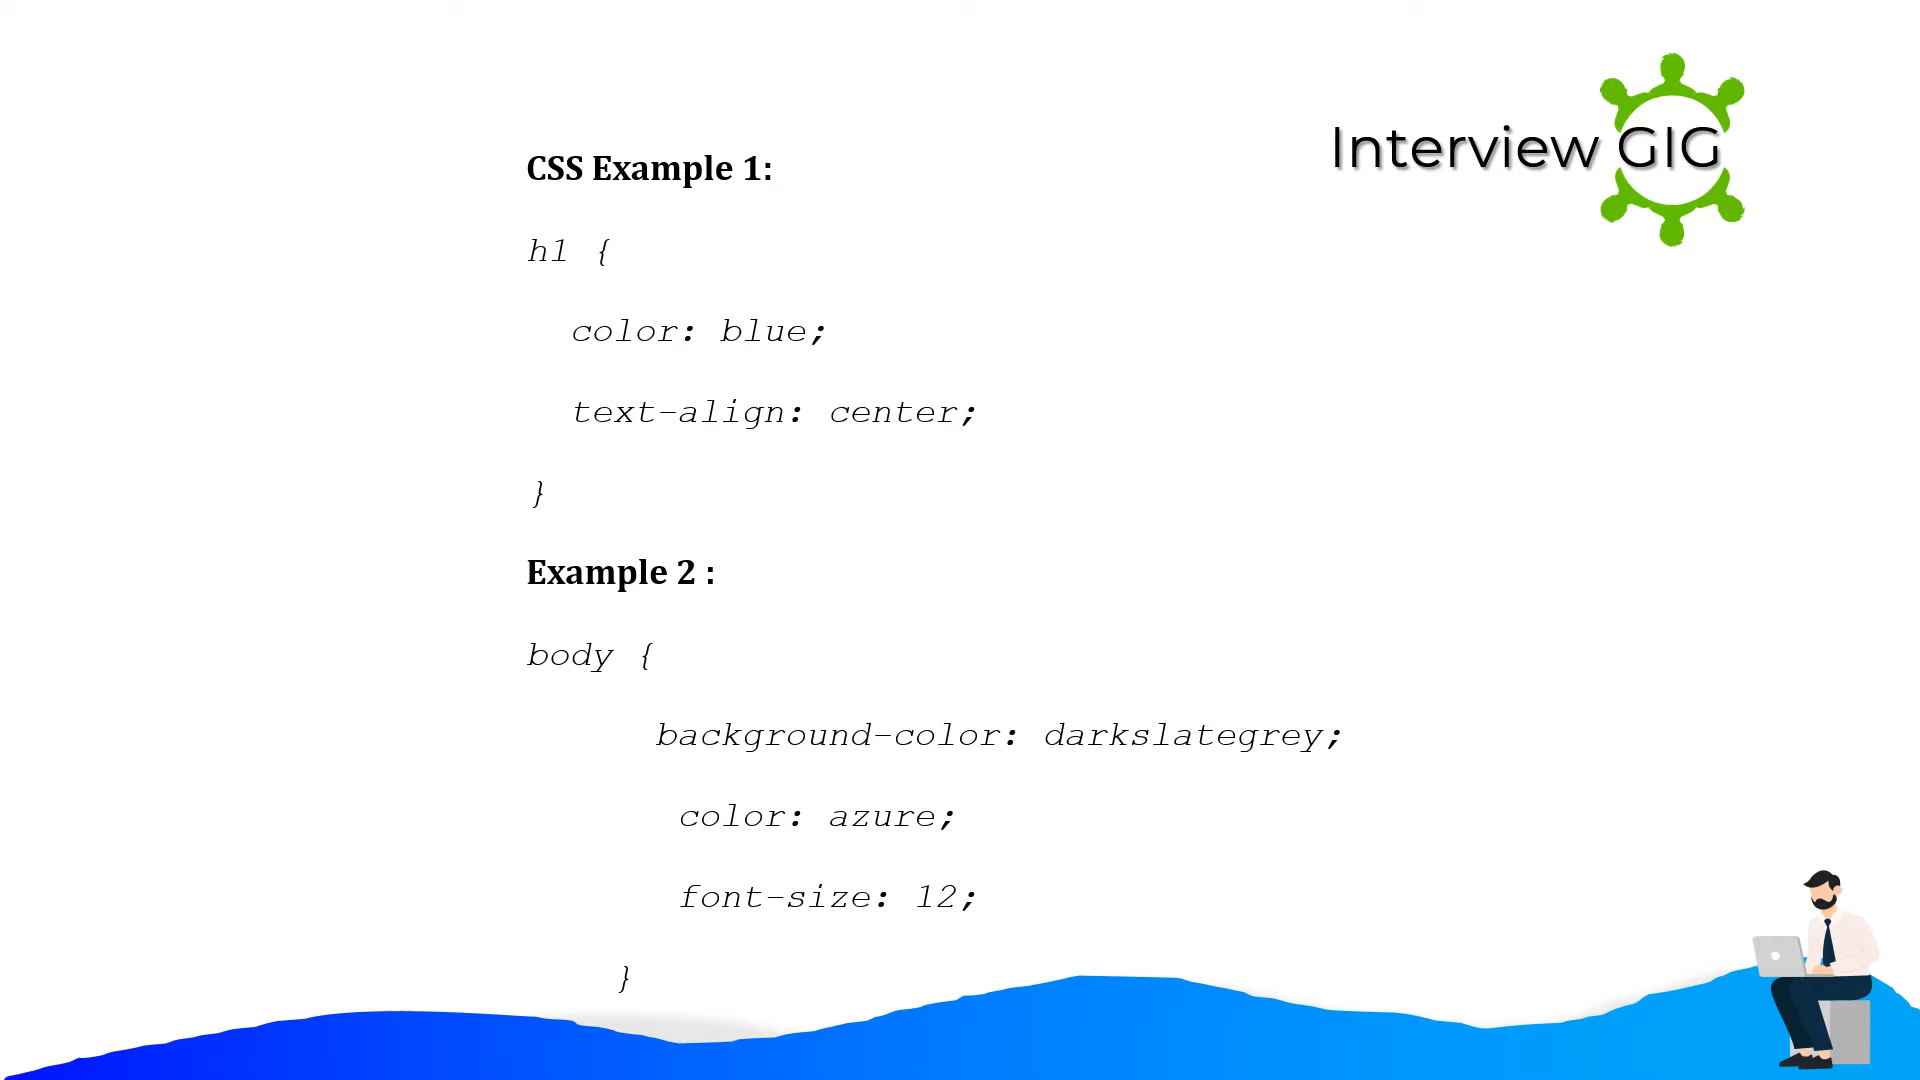 Interview GIG
CSS Example 1:
h1 {
color: blue;
text-align: center;
}
Example 2 :
body {
background-color: darkslategrey;
color: azure;
font-size: 12;
}